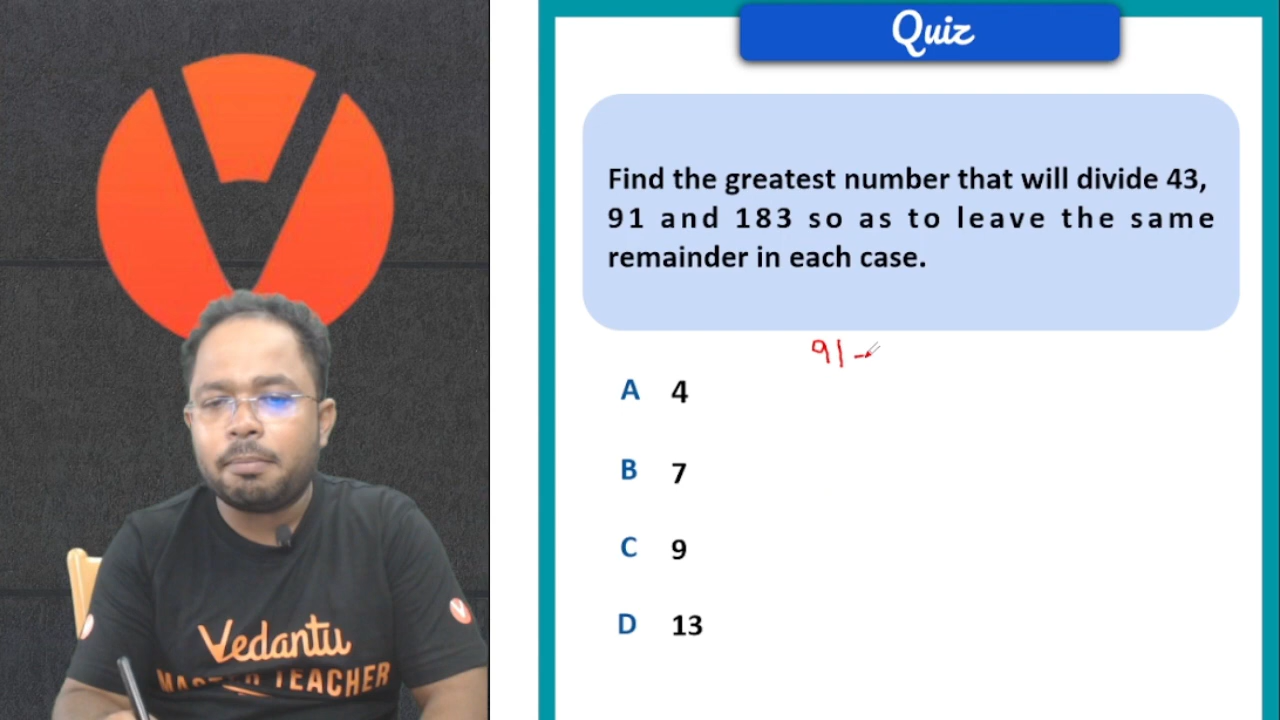 Quiz
Find the greatest number that will divide 43,
91 and 183 so as to leave the same
remainder in each case.
91 -
A 4
B 7
C 9
D 13
Vedantu
MASTER TEACHER